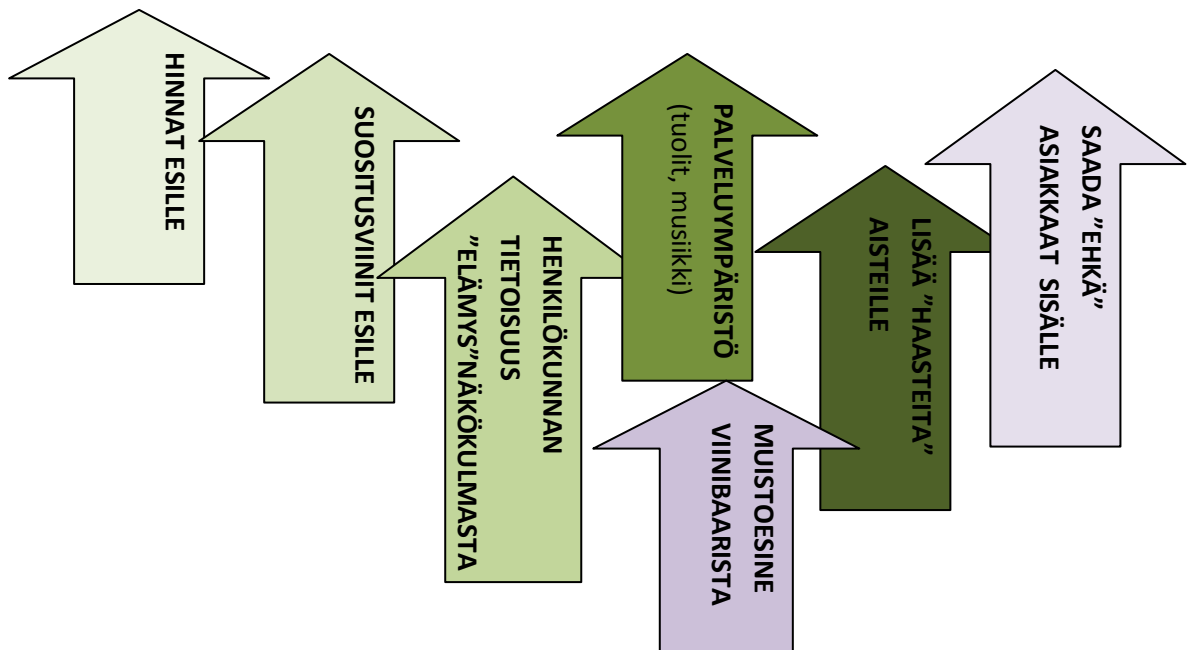 HINNAT ESILLE
SUOSITUSVIINIT ESILLE
HENKILÖKUNNAN
TIETOISUUS
”ELÄMYS”NÄKÖKULMASTA
PALVELUYMPÄRISTÖ
(tuolit, musiikki)
MUISTOESINE
VIINIBAARISTA
LISÄÄ ”HAASTEITA”
AISTEILLE
SAADA ”EHKÄ”
ASIAKKAAT SISÄLLE